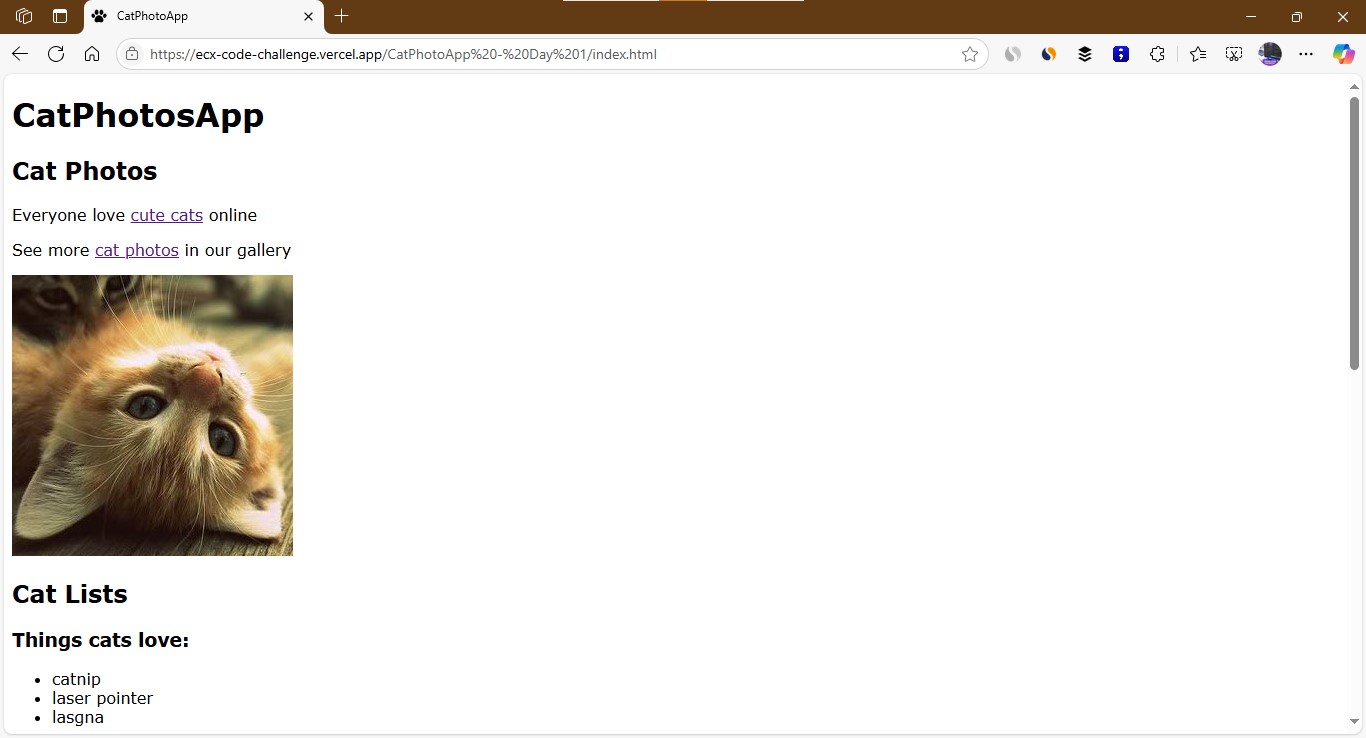 CatPhotoApp
https://ecx-code-challenge.vercel.app/CatPhotoApp%20-%20Day%201/index.html
CatPhotosApp
Cat Photos
Everyone love cute cats online
See more cat photos in our gallery
Cat Lists
Things cats love:
• catnip
• laser pointer
• lasgna